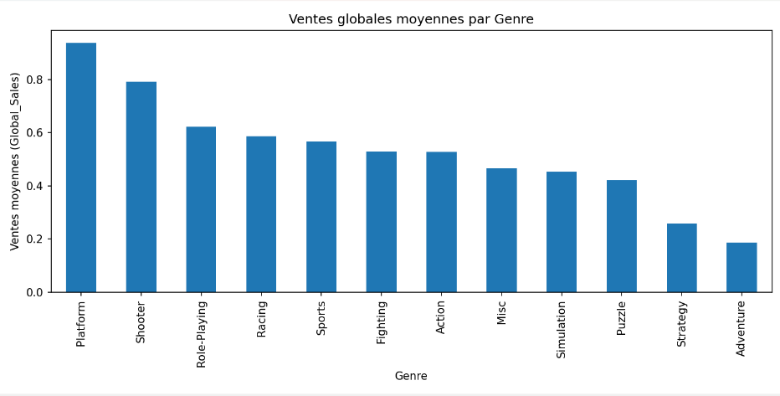 Ventes globales moyennes par Genre
Ventes moyennes (Global_Sales)
0.8
0.6
0.4
0.2
0.0
Platform
Shooter
Role-Playing
Racing
Sports
Fighting
Action
Misc
Simulation
Puzzle
Strategy
Adventure
Genre